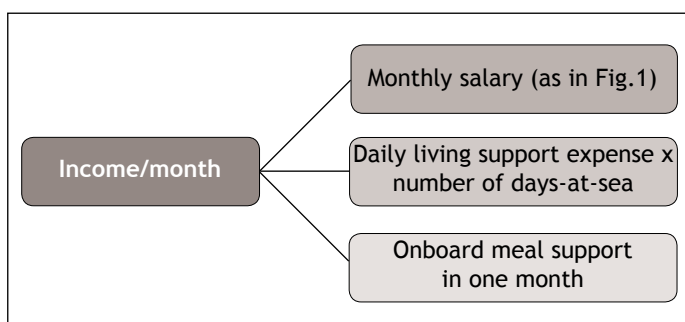 Monthly salary (as in Fig.1)
Income/month
Daily living support expense x
number of days-at-sea
Onboard meal support
in one month